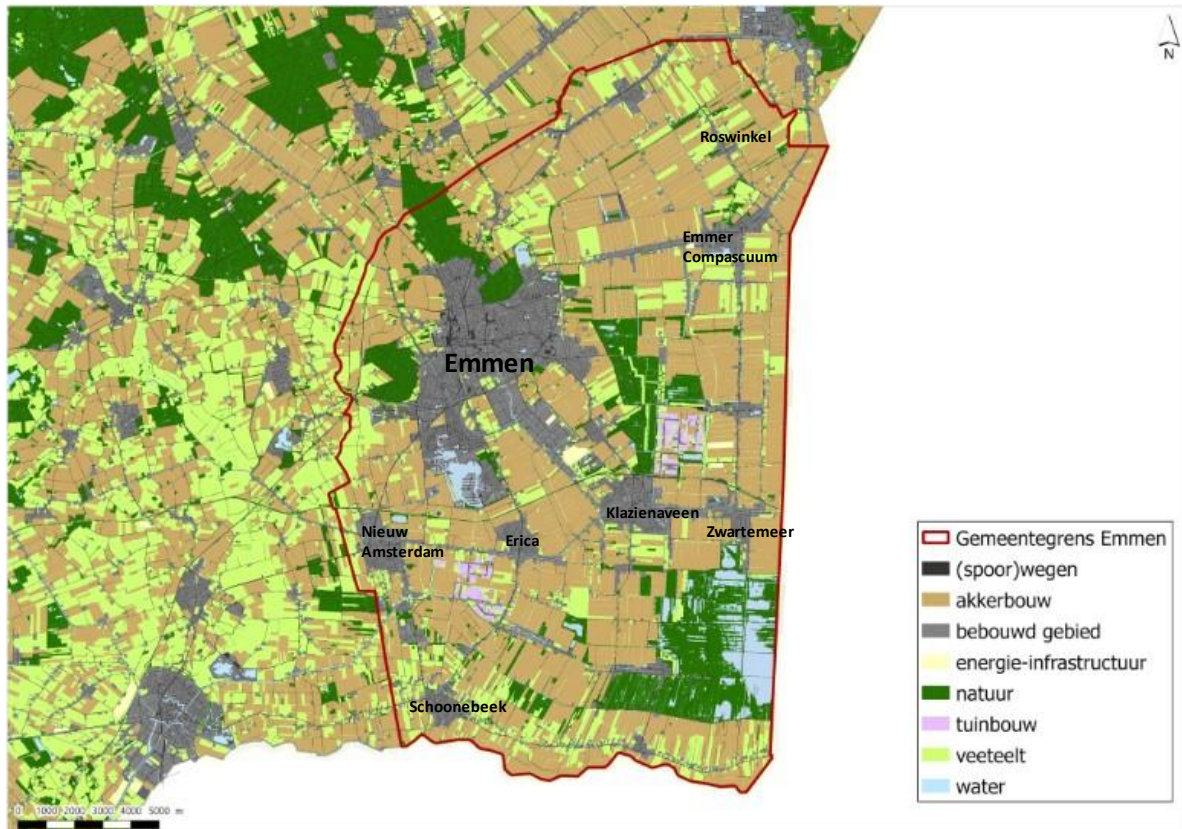 N
Roswinkel
Emmer
Compascuum
Emmen
Nieuw
Amsterdam
Erica
Klazienaveen
Zwartemeer
Schoonebeek
Gemeentegrens Emmen
(spoor)wegen
akkerbouw
bebouwd gebied
energie-infrastructuur
natuur
tuinbouw
veeteelt
water
0 1000 2000 3000 4000 5000 m